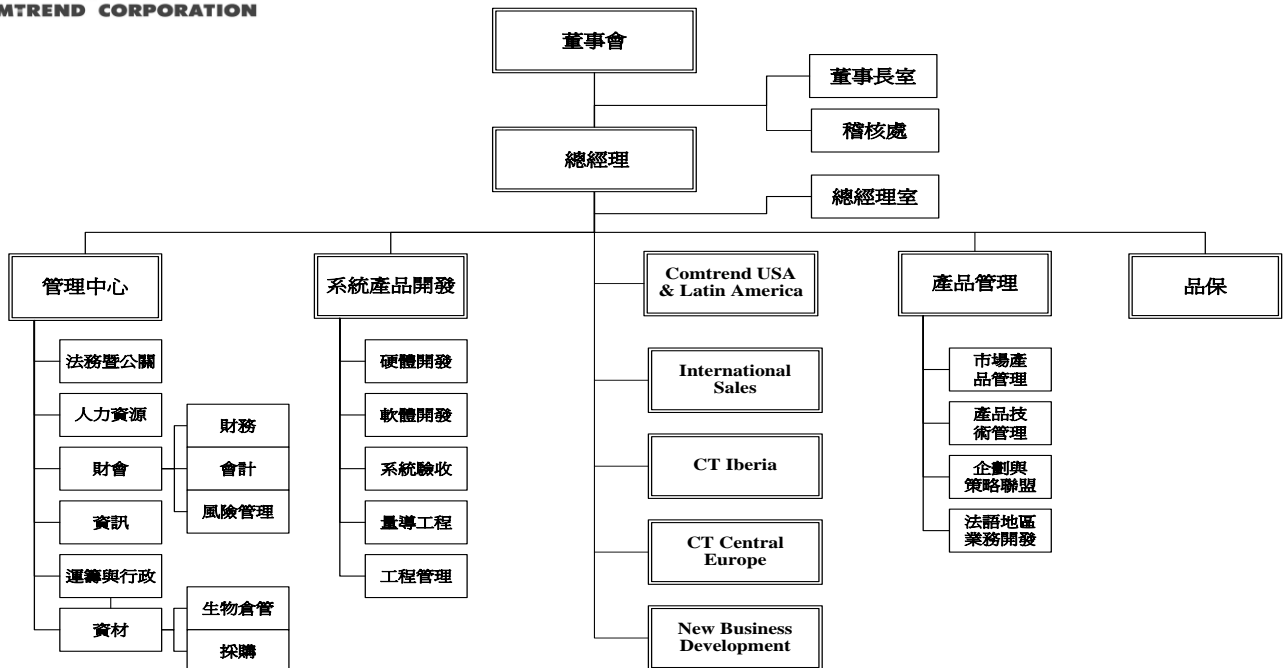 MTREND CORPORATION
董事會
董事長室
稽核處
總經理
總經理室
管理中心
法務暨公關
人力資源
財會
財務
會計
風險管理
資訊
運籌與行政
資材
生物倉管
採購
系統產品開發
硬體開發
軟體開發
系統驗收
量導工程
工程管理
Comtrend USA
& Latin America
International
Sales
CT Iberia
CT Central
Europe
New Business
Development
產品管理
市場產
品管理
產品技
術管理
企劃與
策略聯盟
法語地區
業務開發
品保